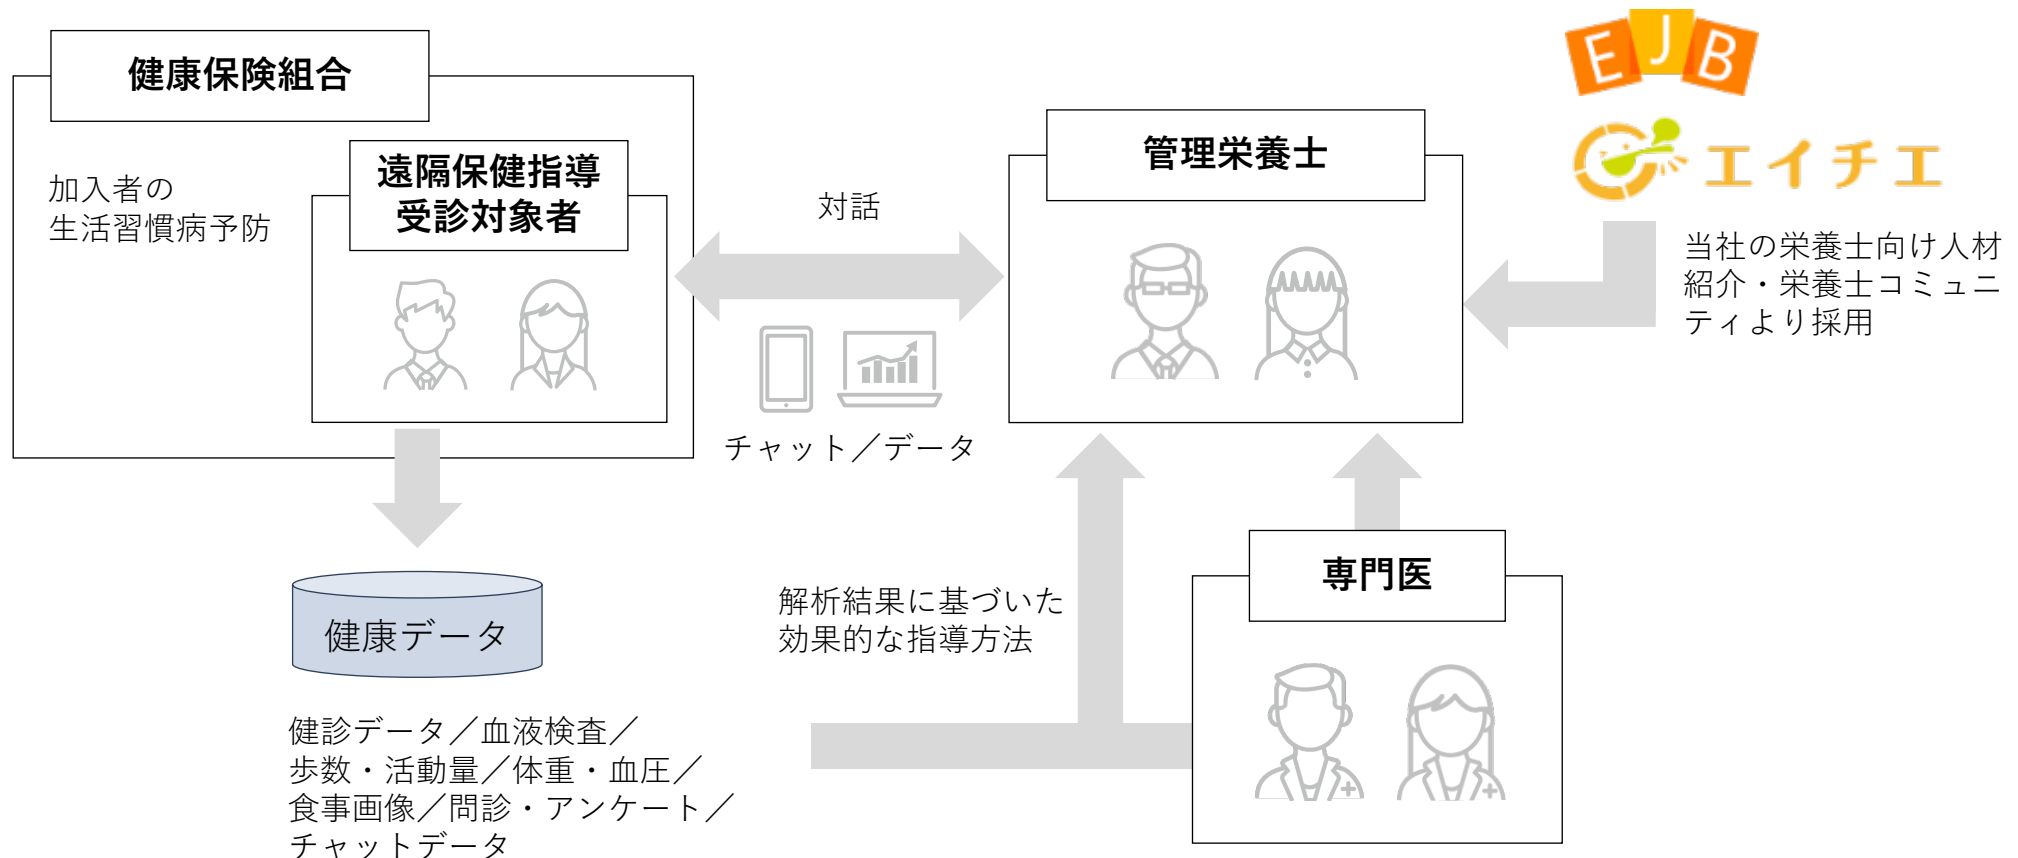 健康保険組合
加入者の
生活習慣病予防
遠隔保健指導
受診対象者
対話
チャット／データ
管理栄養士
EJB
エイチエ
当社の栄養士向け人材
紹介・栄養士コミュニ
ティより採用
健康データ
健診データ／血液検査／
歩数・活動量／体重・血圧／
食事画像／問診・アンケート／
チャットデータ
解析結果に基づいた
効果的な指導方法
専門医